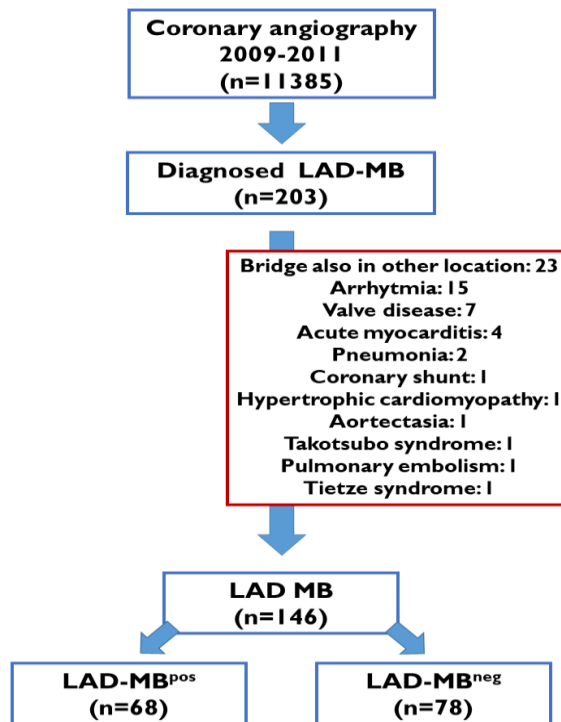 Coronary angiography
2009-2011
(n=11385)
Diagnosed LAD-MB
(n=203)
Bridge also in other location: 23
Arrhytmia: 15
Valve disease: 7
Acute myocarditis: 4
Pneumonia: 2
Coronary shunt: 1
Hypertrophic cardiomyopathy: 1
Aortectasia: 1
Takotsubo syndrome: 1
Pulmonary embolism: 1
Tietze syndrome: 1
LAD MB
(n=146)
LAD-MBpos
(n=68)
LAD-MBneg
(n=78)